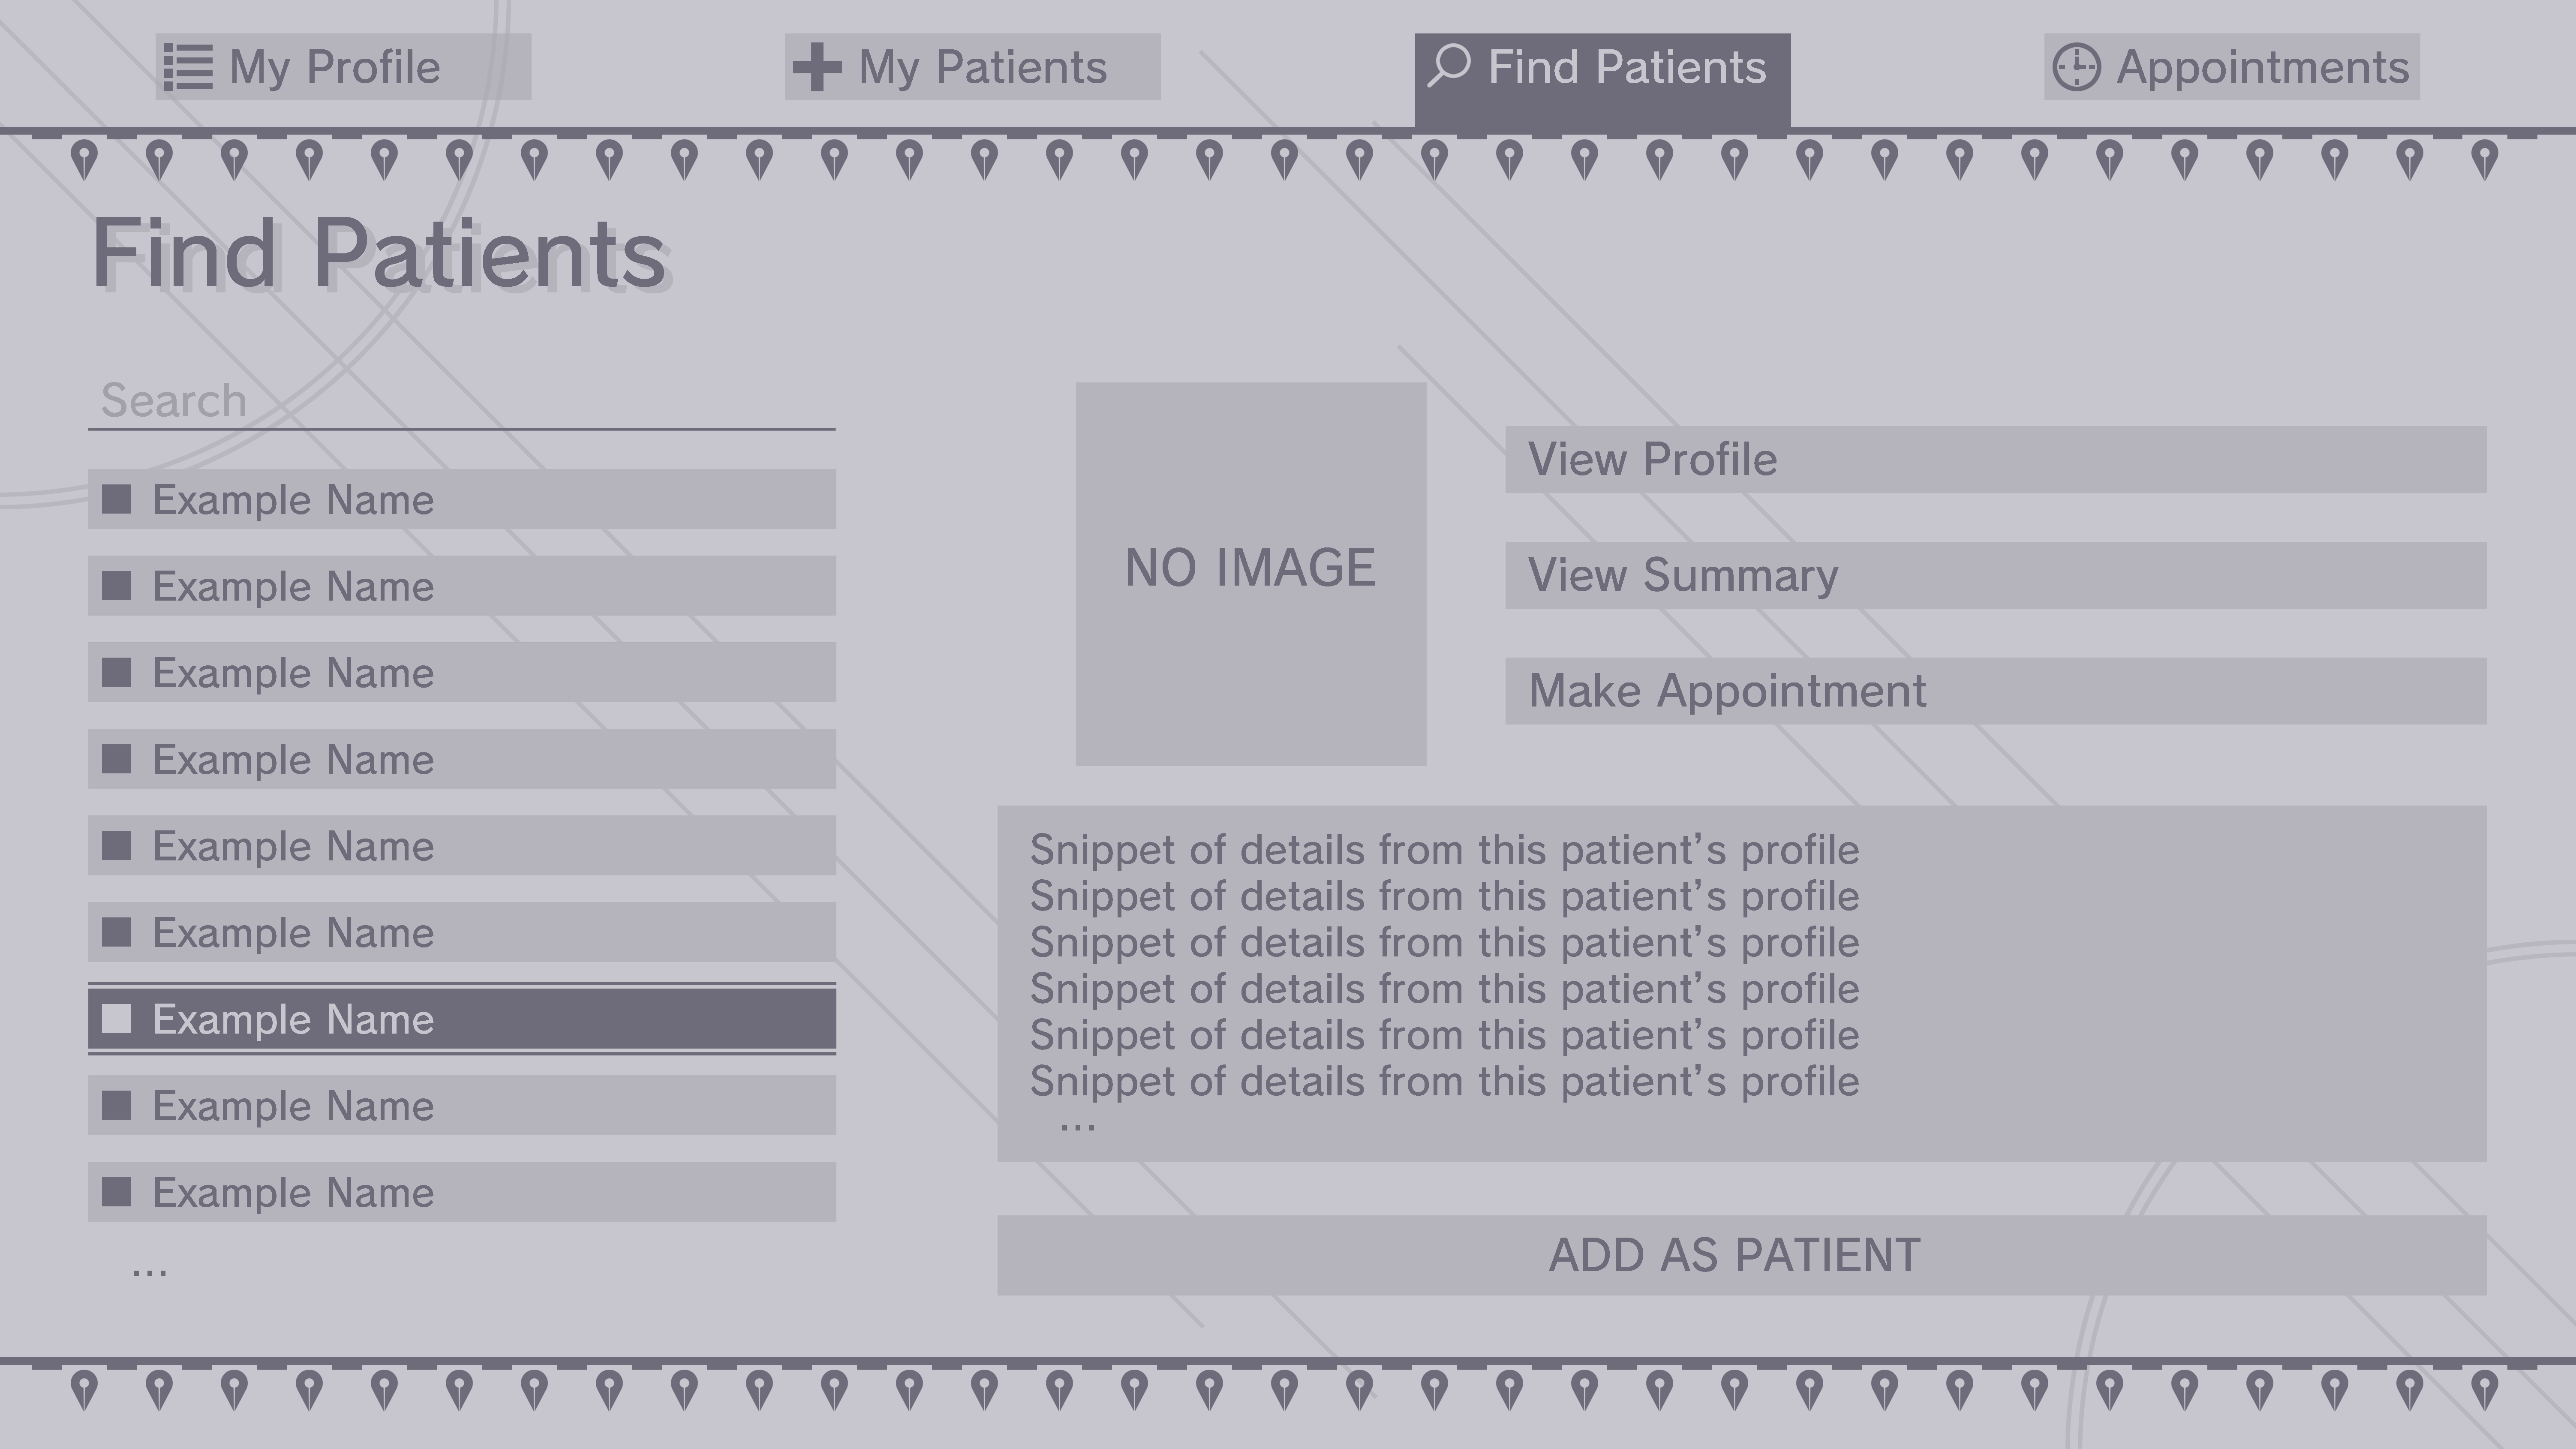 My Profile
My Patients
Find Patients
Appointments
Find Patients
Search
Example Name
Example Name
Example Name
Example Name
Example Name
Example Name
Example Name
Example Name
Example Name
...
NO IMAGE
View Profile
View Summary
Make Appointment
Snippet of details from this patient’s profile
Snippet of details from this patient’s profile
Snippet of details from this patient’s profile
Snippet of details from this patient’s profile
Snippet of details from this patient’s profile
Snippet of details from this patient’s profile
...
ADD AS PATIENT